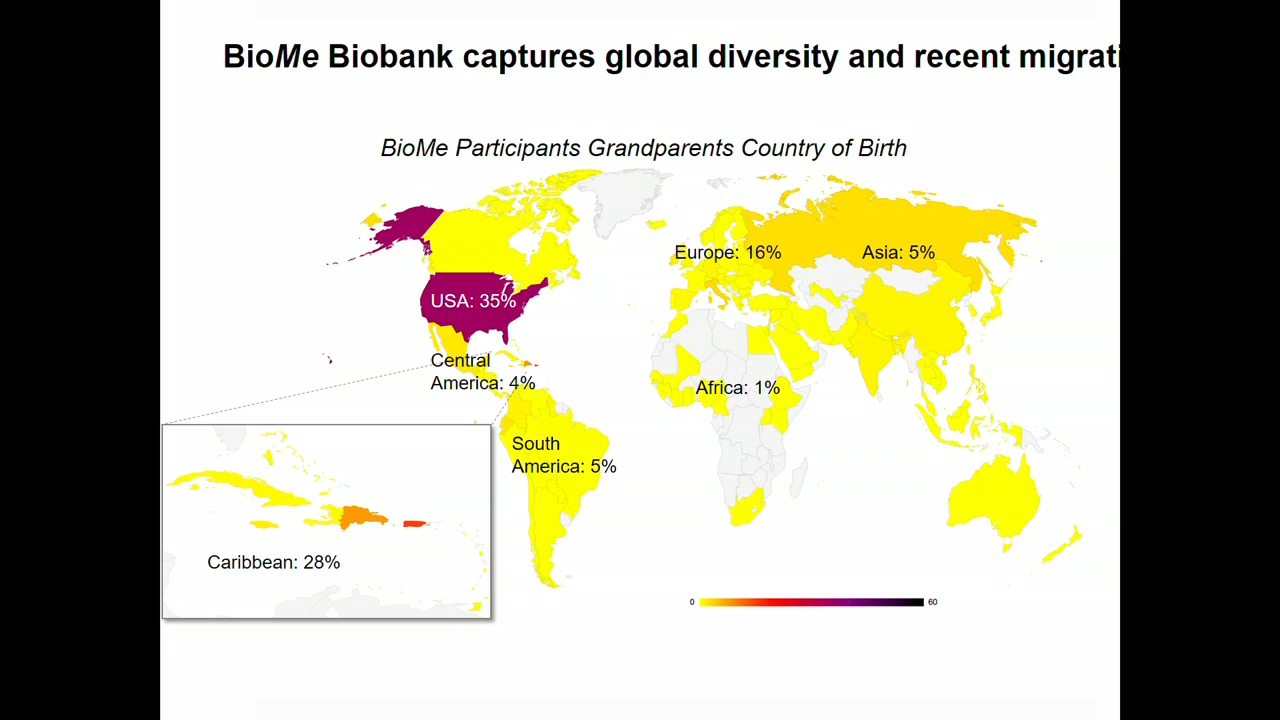 BioMe Biobank captures global diversity and recent migrati
BioMe Participants Grandparents Country of Birth
Europe: 16%
Asia: 5%
USA: 35%
Central
America: 4%
Africa: 1%
South
America: 5%
Caribbean: 28%
0
60